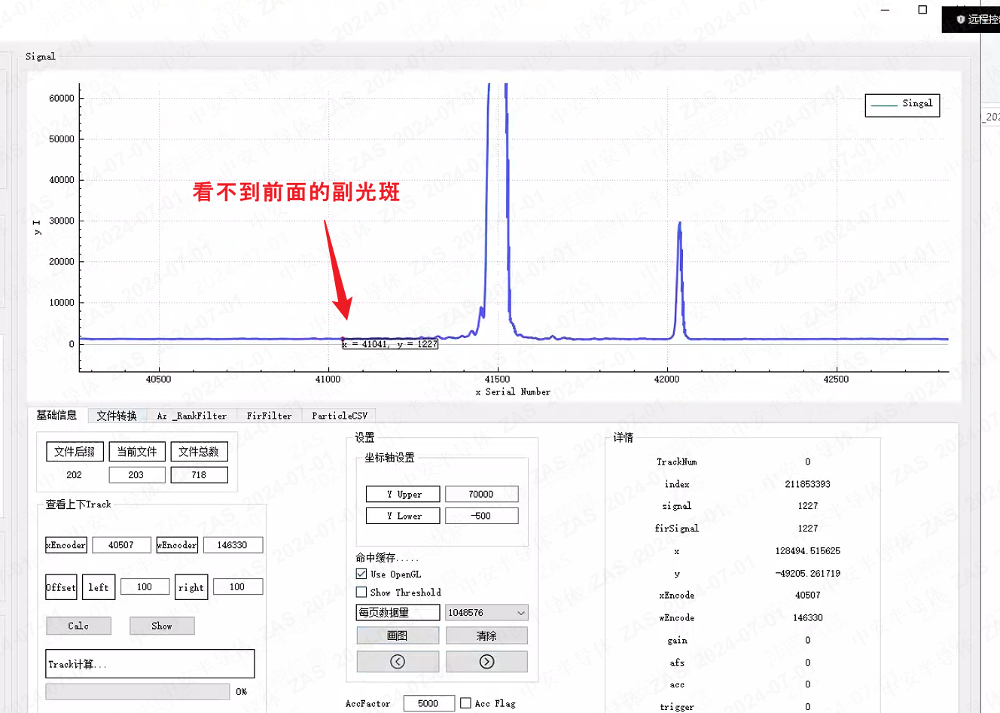 远程控
Signal
60000
50000
40000
30000
20000
10000
0
y I
Singal
看不到前面的副光斑
x = 41041, y = 1227
40500 41000 41500 42000 42500
x Serial Number
_202
基础信息 文件转换 Az _RankFilter FirFilter ParticleCSV
文件后缀 当前文件 文件总数
202 203 718
查看上下Track
xEncoder 40507 wEncoder 146330
Offset left 100 right 100
Calc Show
Track计算...
0%
设置
坐标轴设置
Y Upper 70000
Y Lower -500
命中缓存.....
Use OpenGL
Show Threshold
每页数据量 1048576
画图 清除
AccFactor 5000 Acc Flag
详情
TrackNum 0
index 211853393
signal 1227
firSignal 1227
x 128494.515625
y -49205.261719
xEncode 40507
wEncode 146330
gain 0
afs 0
acc 0
trigger 0
中安半导体 ZAS 2024-07-01